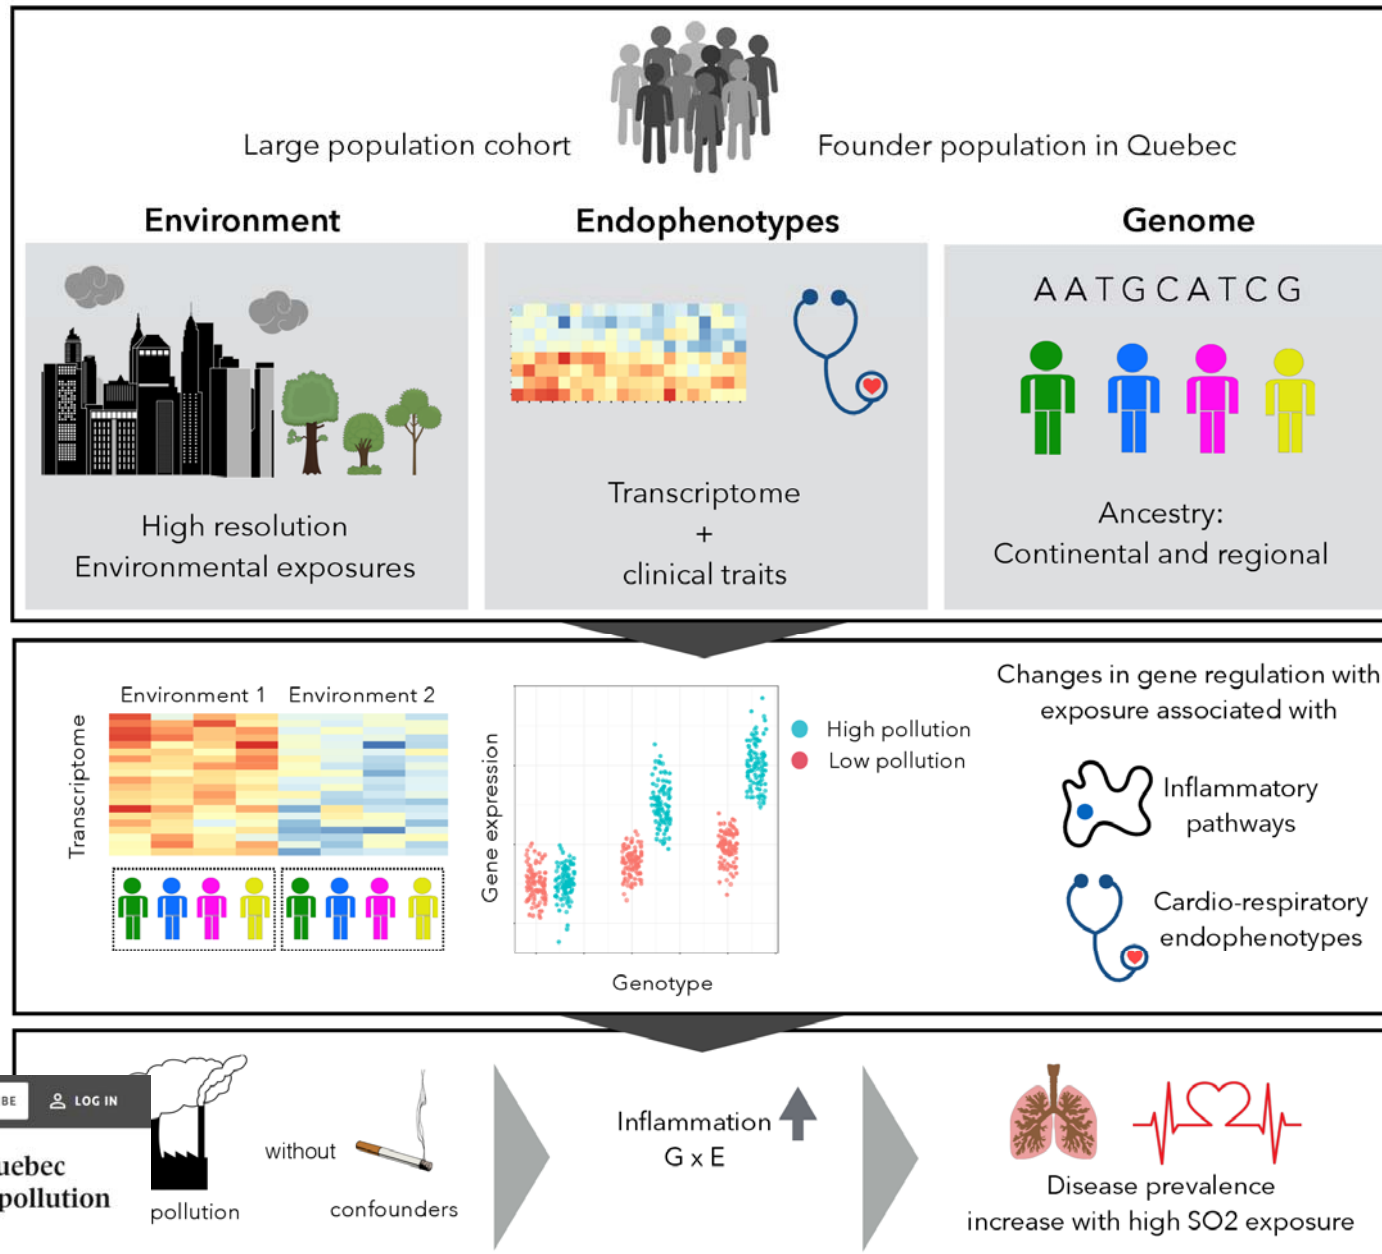 Large population cohort
Founder population in Quebec
Environment
Endophenotypes
Genome
AATGCATCG
High resolution
Environmental exposures
Transcriptome
+
clinical traits
Ancestry:
Continental and regional
Environment 1
Environment 2
Transcriptome
Gene expression
Genotype
High pollution
Low pollution
Changes in gene regulation with
exposure associated with
Inflammatory
pathways
Cardio-respiratory
endophenotypes
BE
LOG IN
uebec
pollution
pollution
without
confounders
Inflammation
G x E
Disease prevalence
increase with high SO2 exposure